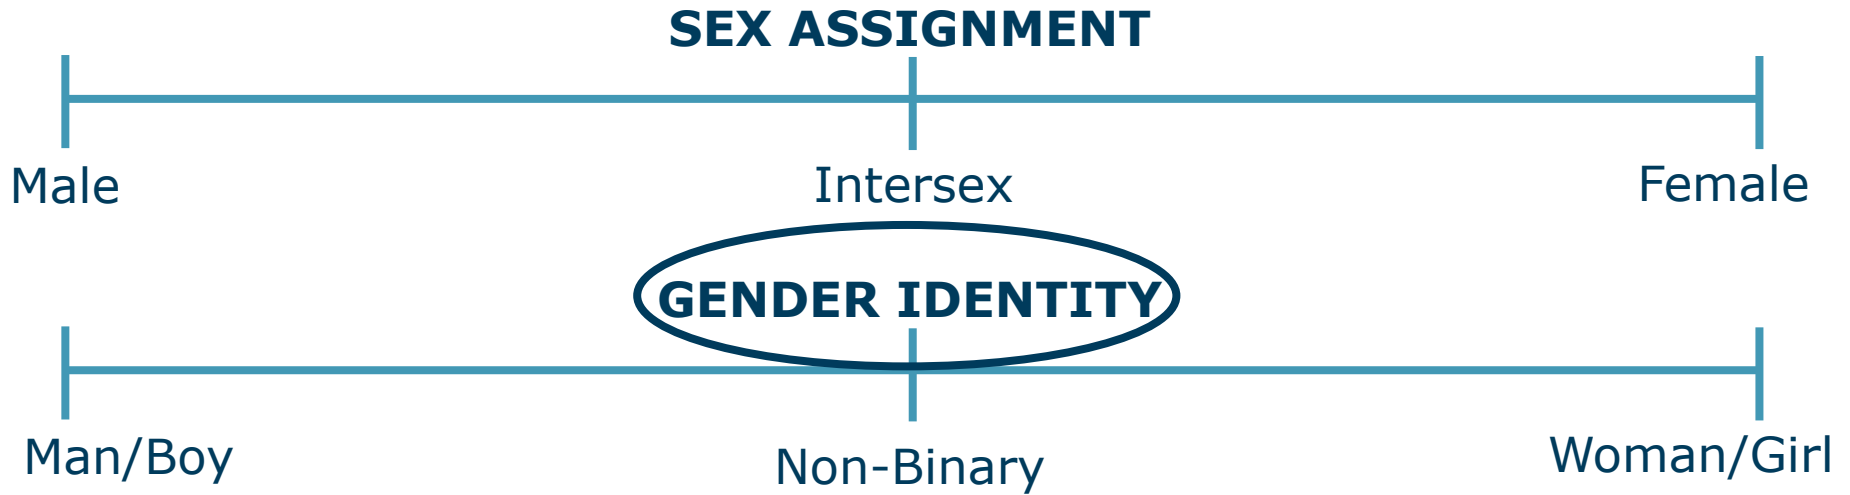 SEX ASSIGNMENT
Male Intersex Female
GENDER IDENTITY
Man/Boy Non-Binary Woman/Girl